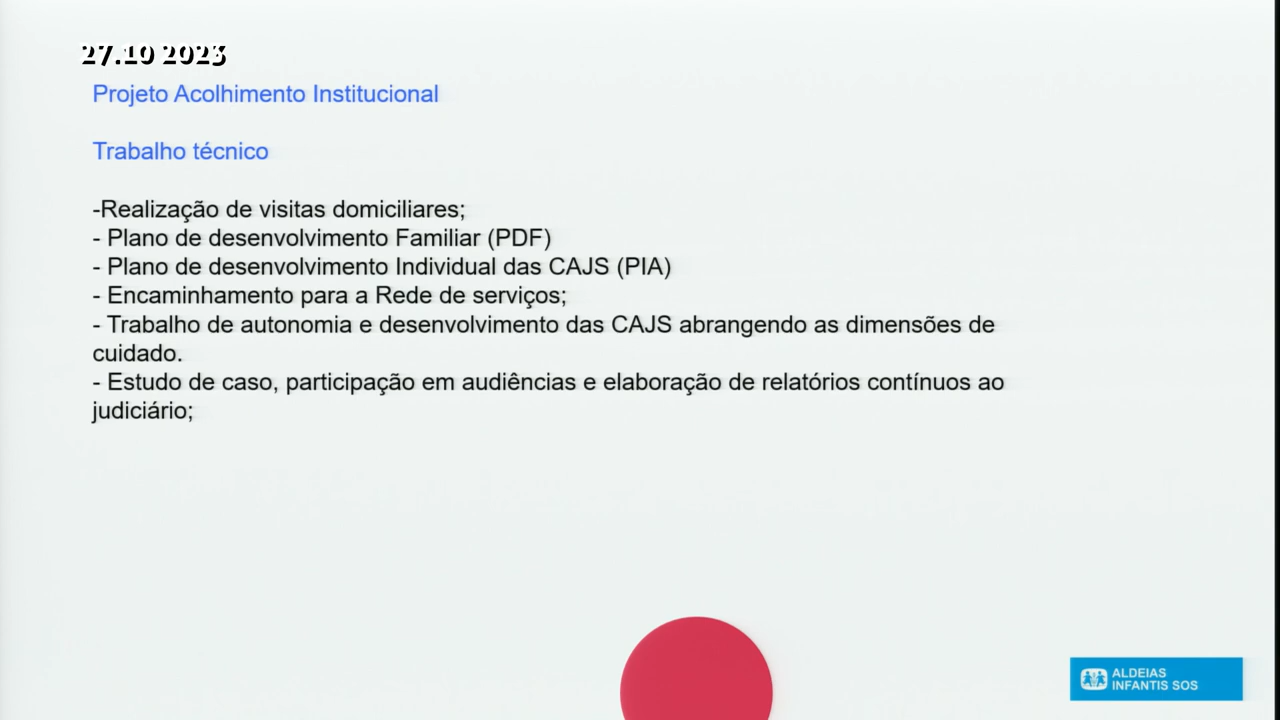 27.10 2023
Projeto Acolhimento Institucional
Trabalho técnico
-Realização de visitas domiciliares;
- Plano de desenvolvimento Familiar (PDF)
- Plano de desenvolvimento Individual das CAJS (PIA)
- Encaminhamento para a Rede de serviços;
- Trabalho de autonomia e desenvolvimento das CAJS abrangendo as dimensões de
cuidado.
- Estudo de caso, participação em audiências e elaboração de relatórios contínuos ao
judiciário;
ALDEIAS
INFANTIS SOS